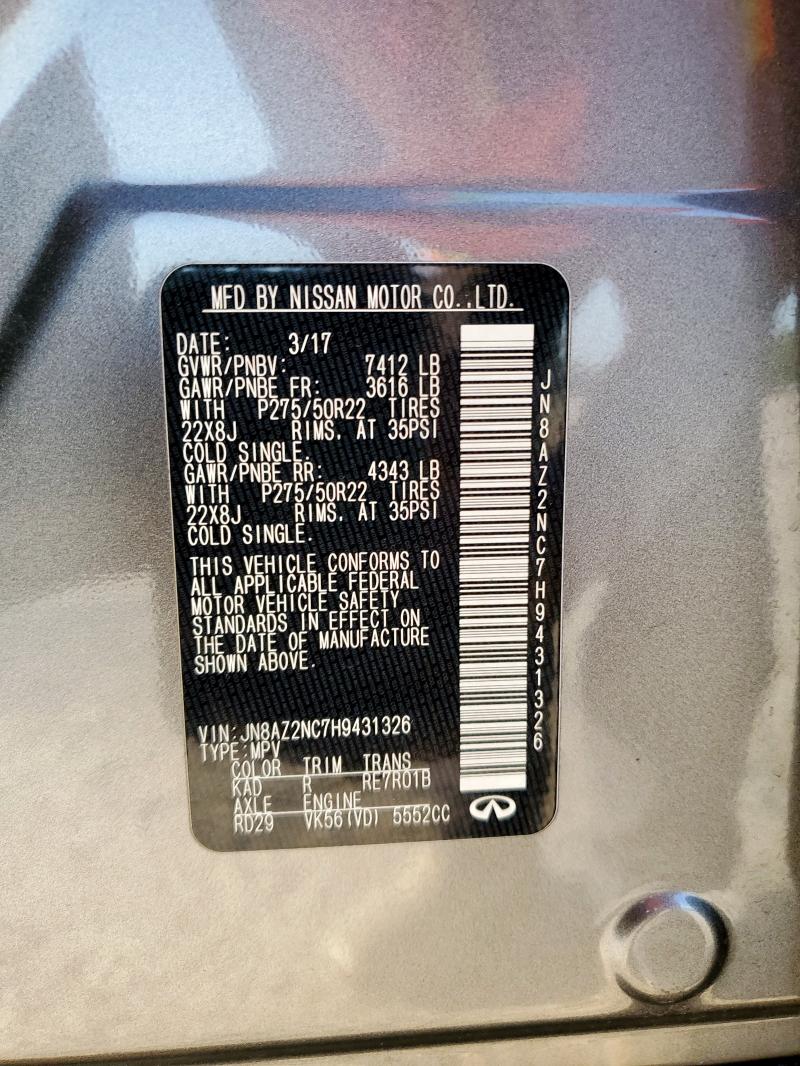 MFD BY NISSAN MOTOR CO.,LTD.
DATE: 3/17
GVWR/PNBV: 7412 LB
GAWR/PNBE FR: 3616 LB
WITH P275/50R22 TIRES
22X8J RIMS. AT 35PSI
COLD SINGLE.
GAWR/PNBE RR: 4343 LB
WITH P275/50R22 TIRES
22X8J RIMS. AT 35PSI
COLD SINGLE.
THIS VEHICLE CONFORMS TO
ALL APPLICABLE FEDERAL
MOTOR VEHICLE SAFETY
STANDARDS IN EFFECT ON
THE DATE OF MANUFACTURE
SHOWN ABOVE.
VIN:JN8AZ2NC7H9431326
TYPE:MPV
COLOR TRIM TRANS
KAD R RE7R01B
AXLE ENGINE
RD29 VK56(VD) 5552CC
JN8AZ2NC7H9431326